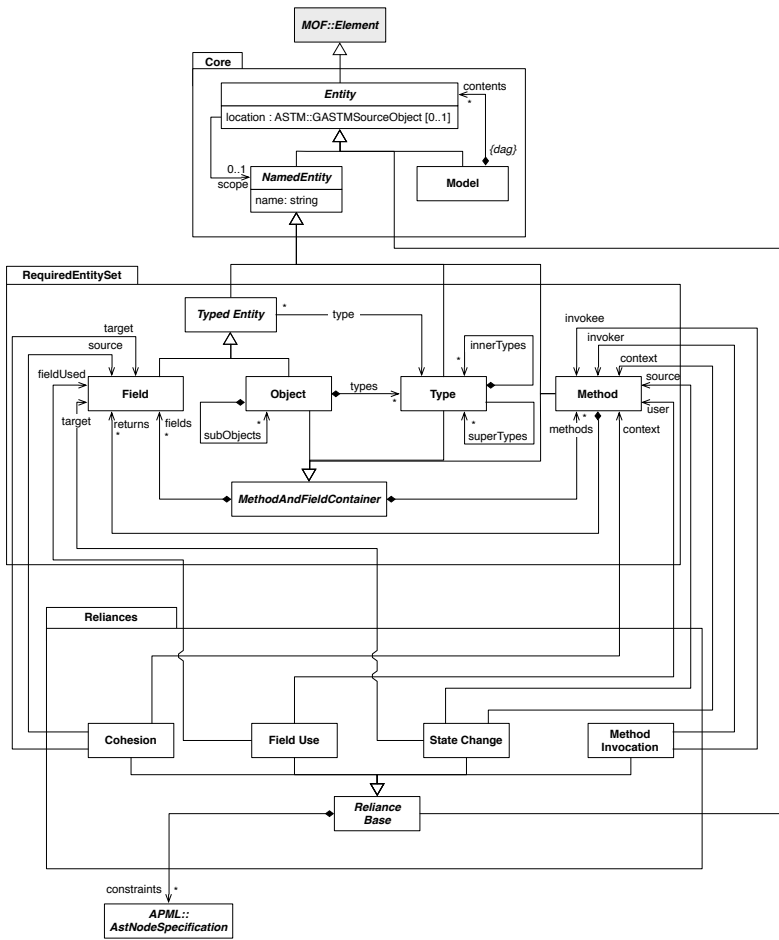 MOF::Element
Core
Entity
contents
*
location : ASTM::GASTMSourceObject [0..1]
{dag}
0..1
scope
NamedEntity
Model
name: string
RequiredEntitySet
Typed Entity
*
type
target
source
fieldUsed
target
invokee
invoker
context
source
user
context
innerTypes
*
Field
Object
types
*
Type
Method
returns
*
fields
*
subObjects
*
superTypes
*
methods
*
MethodAndFieldContainer
Reliances
Cohesion
Field Use
State Change
Method
Invocation
Reliance
Base
constraints
*
APML::
AstNodeSpecification